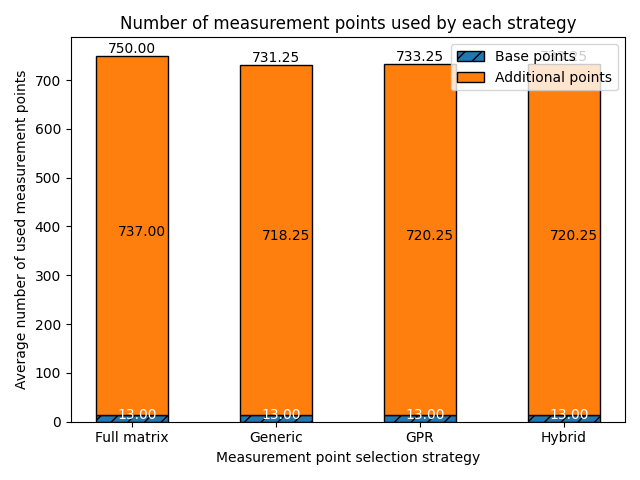 Number of measurement points used by each strategy
750.00
731.25
733.25
Base points
Additional points
700
600
500
400
300
200
100
0
Average number of used measurement points
737.00
718.25
720.25
720.25
13.00
13.00
13.00
13.00
Full matrix
Generic
GPR
Hybrid
Measurement point selection strategy